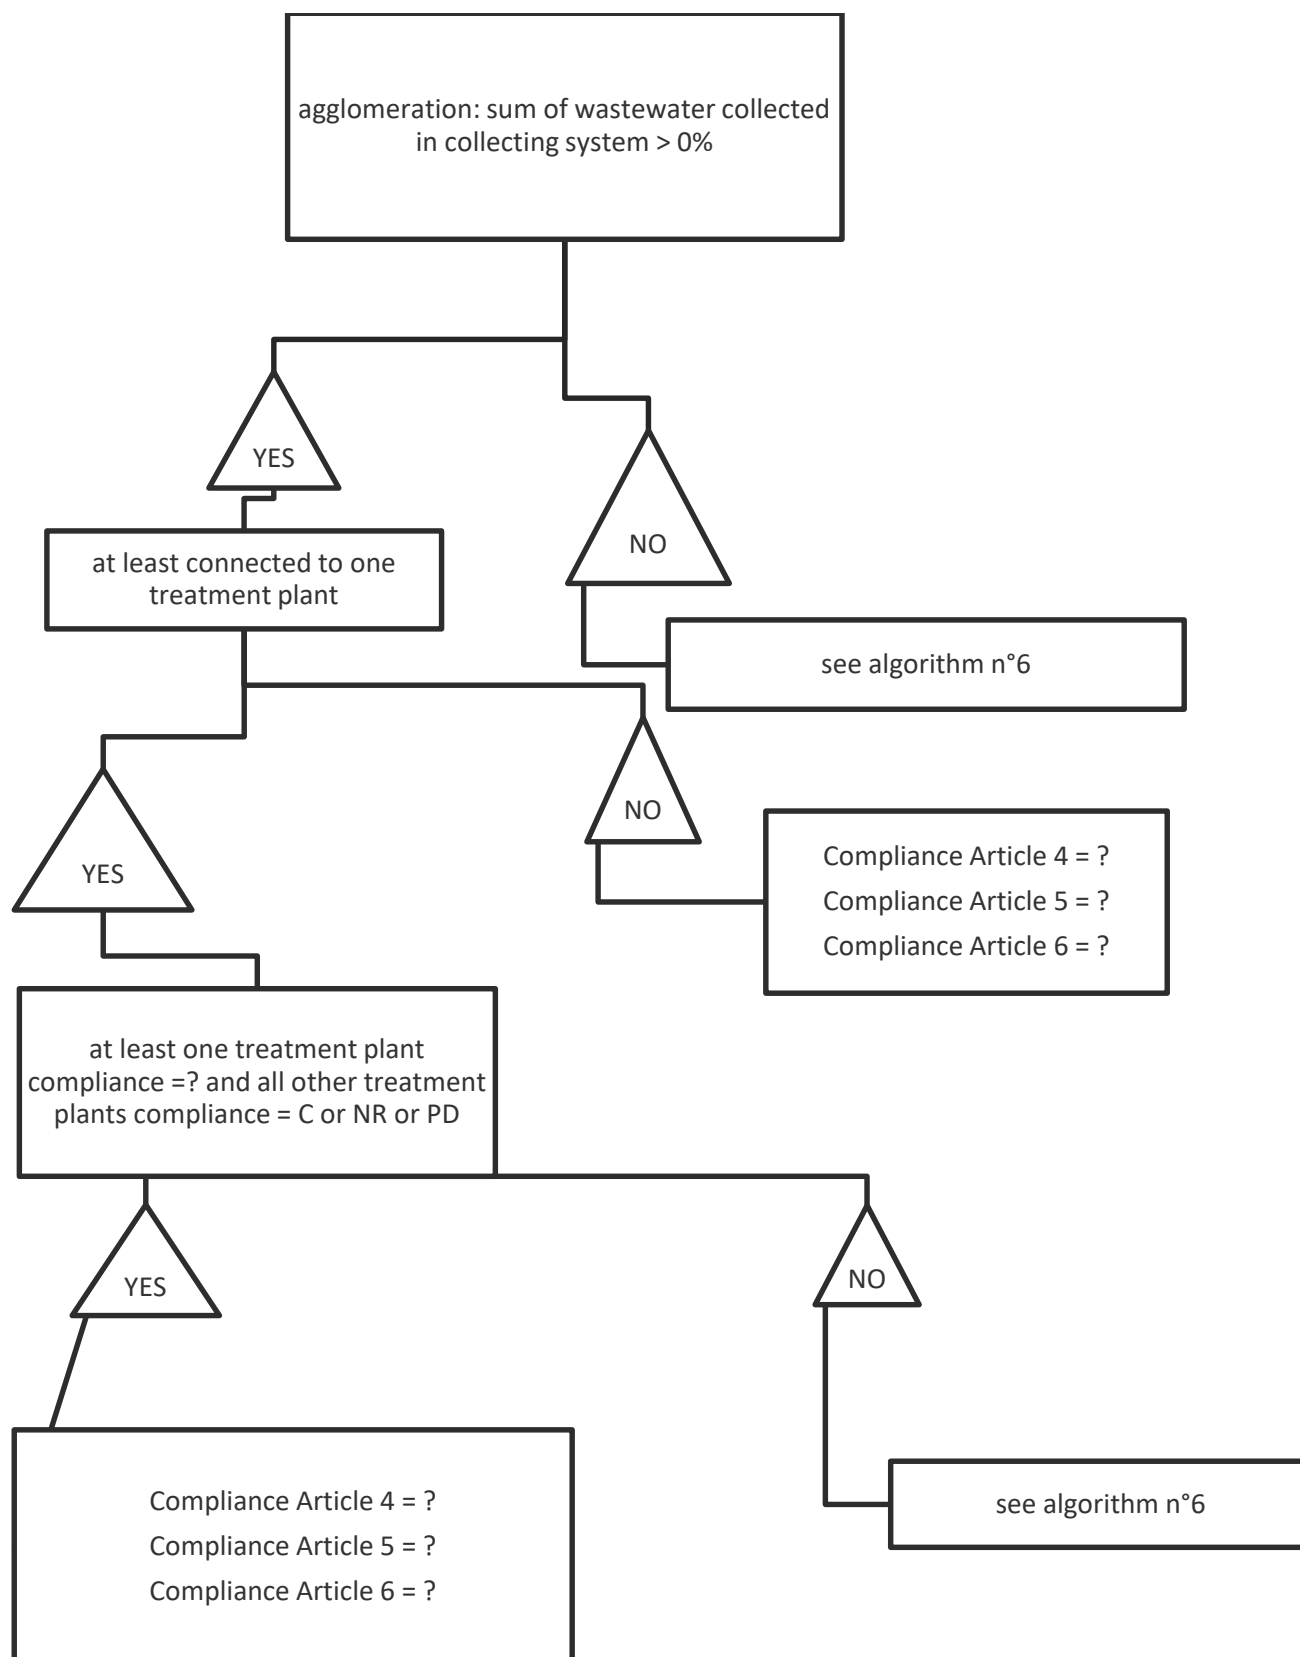 agglomeration: sum of wastewater collected
in collecting system > 0%
YES
NO
at least connected to one
treatment plant
see algorithm n°6
NO
YES
Compliance Article 4 = ?
Compliance Article 5 = ?
Compliance Article 6 = ?
at least one treatment plant
compliance =? and all other treatment
plants compliance = C or NR or PD
YES
NO
Compliance Article 4 = ?
Compliance Article 5 = ?
Compliance Article 6 = ?
see algorithm n°6